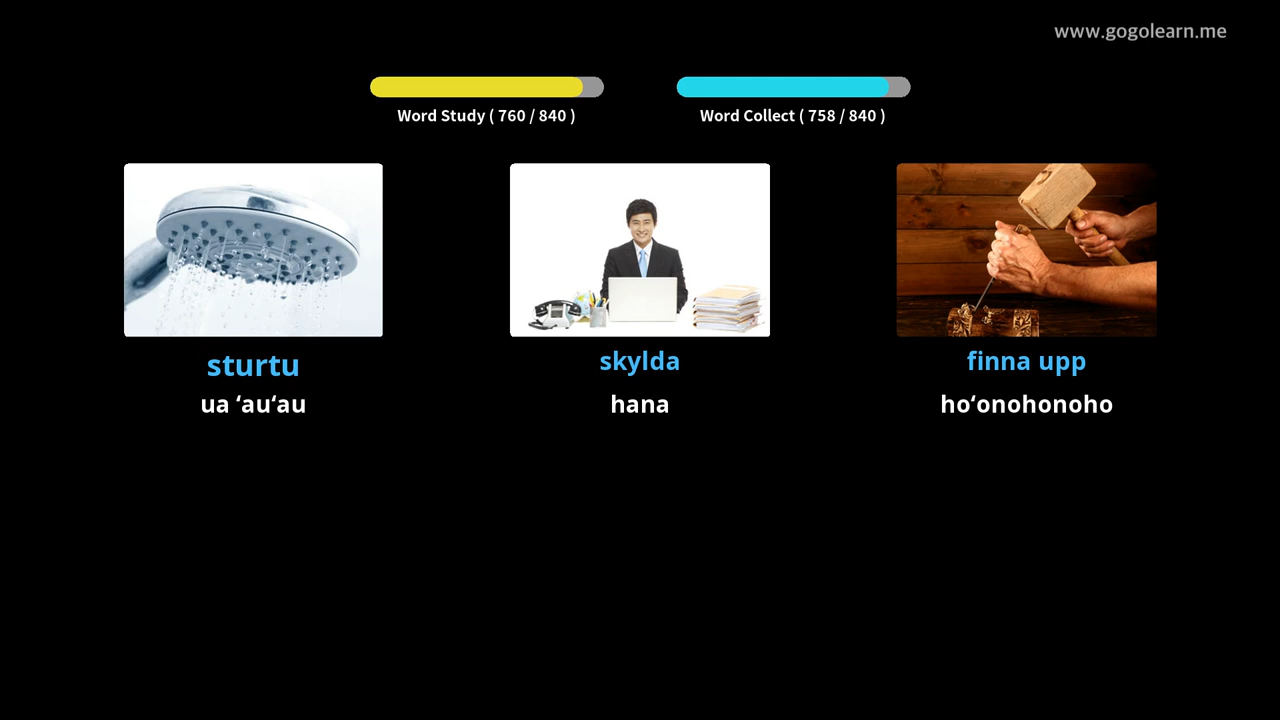 www.gogolearn.me
Word Study ( 760 / 840 )
Word Collect ( 758 / 840 )
sturtu
skylda
finna upp
ua ʻauʻau
hana
hoʻonohonoho